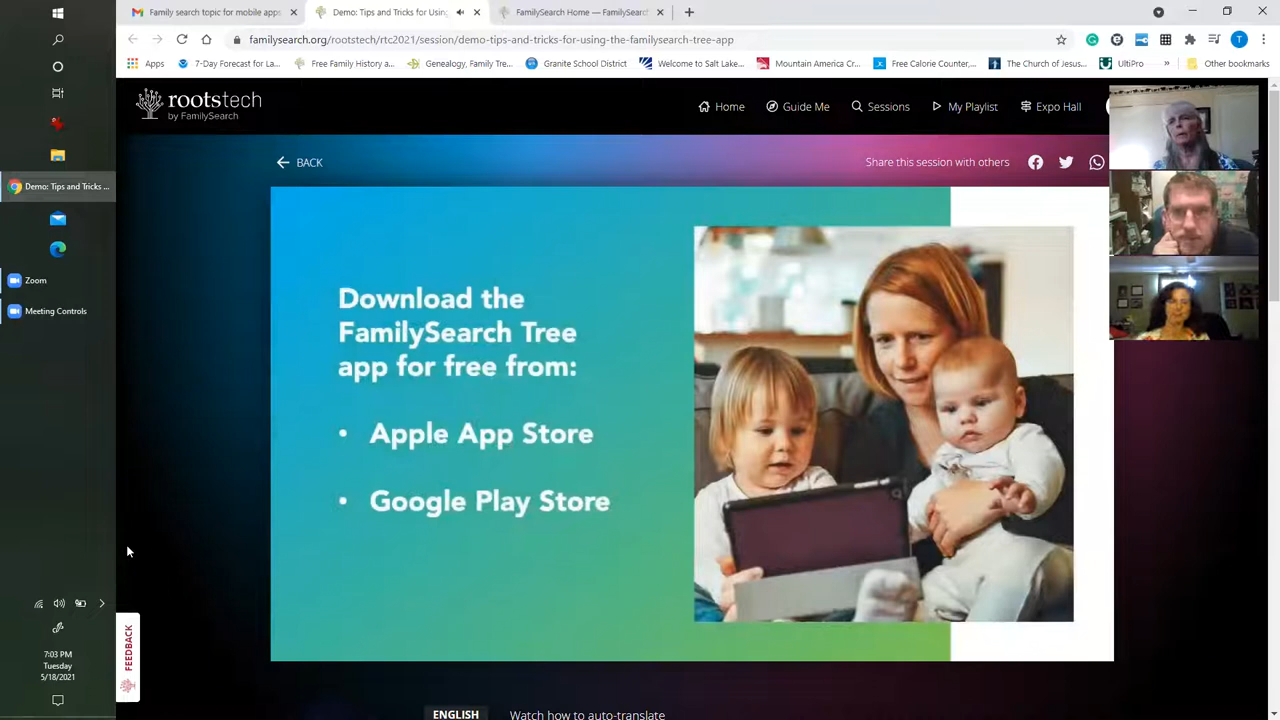 Family search topic for mobile apps
Demo: Tips and Tricks for Using
FamilySearch Home — FamilySearc
familysearch.org/rootstech/rtc2021/session/demo-tips-and-tricks-for-using-the-familysearch-tree-app
T
Apps
7-Day Forecast for La...
Free Family History a...
Genealogy, Family Tre...
Granite School District
Welcome to Salt Lake...
Mountain America Cr...
Free Calorie Counter,...
The Church of Jesus...
UltiPro
»
Other bookmarks
rootstech
by FamilySearch
Home
Guide Me
Sessions
My Playlist
Expo Hall
BACK
Share this session with others
Download the
FamilySearch Tree
app for free from:
• Apple App Store
• Google Play Store
Demo: Tips and Tricks ...
Zoom
Meeting Controls
7:03 PM
Tuesday
5/18/2021
FEEDBACK
ENGLISH
Watch how to auto-translate